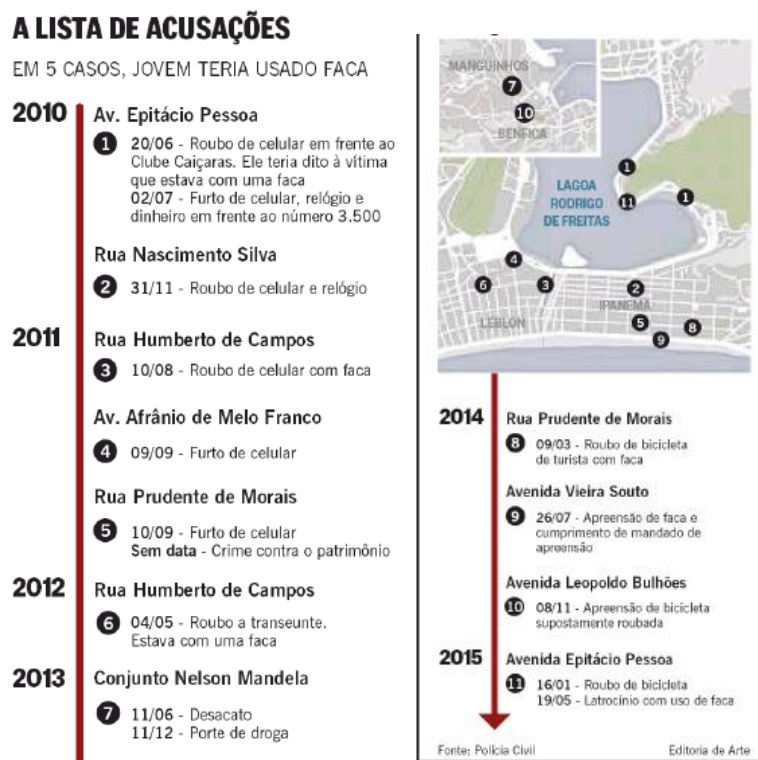 A LISTA DE ACUSAÇÕES
EM 5 CASOS, JOVEM TERIA USADO FACA
2010
Av. Epitácio Pessoa
1 20/06 - Roubo de celular em frente ao
Clube Caiçaras. Ele teria dito à vítima
que estava com uma faca
02/07 - Furto de celular, relógio e
dinheiro em frente ao número 3.500
Rua Nascimento Silva
2 31/11 - Roubo de celular e relógio
2011
Rua Humberto de Campos
3 10/08 - Roubo de celular com faca
Av. Afrânio de Melo Franco
4 09/09 - Furto de celular
Rua Prudente de Morais
5 10/09 - Furto de celular
Sem data - Crime contra o patrimônio
2012
Rua Humberto de Campos
6 04/05 - Roubo a transeunte.
Estava com uma faca
2013
Conjunto Nelson Mandela
7 11/06 - Desacato
11/12 - Porte de droga
MANGUINHOS
7
10
BENFICA
1
LAGOA
RODRIGO
DE FREITAS
11
1
4
6
3
2
IPANEMA
LEBLON
5
8
9
2014
Rua Prudente de Morais
8 09/03 - Roubo de bicicleta
de turista com faca
Avenida Vieira Souto
9 26/07 - Apreensão de faca e
cumprimento de mandado de
apreensão
Avenida Leopoldo Bulhões
10 08/11 - Apreensão de bicicleta
supostamente roubada
2015
Avenida Epitácio Pessoa
11 16/01 - Roubo de bicicleta
19/05 - Latrocínio com uso de faca
Fonte: Polícia Civil
Editoria de Arte